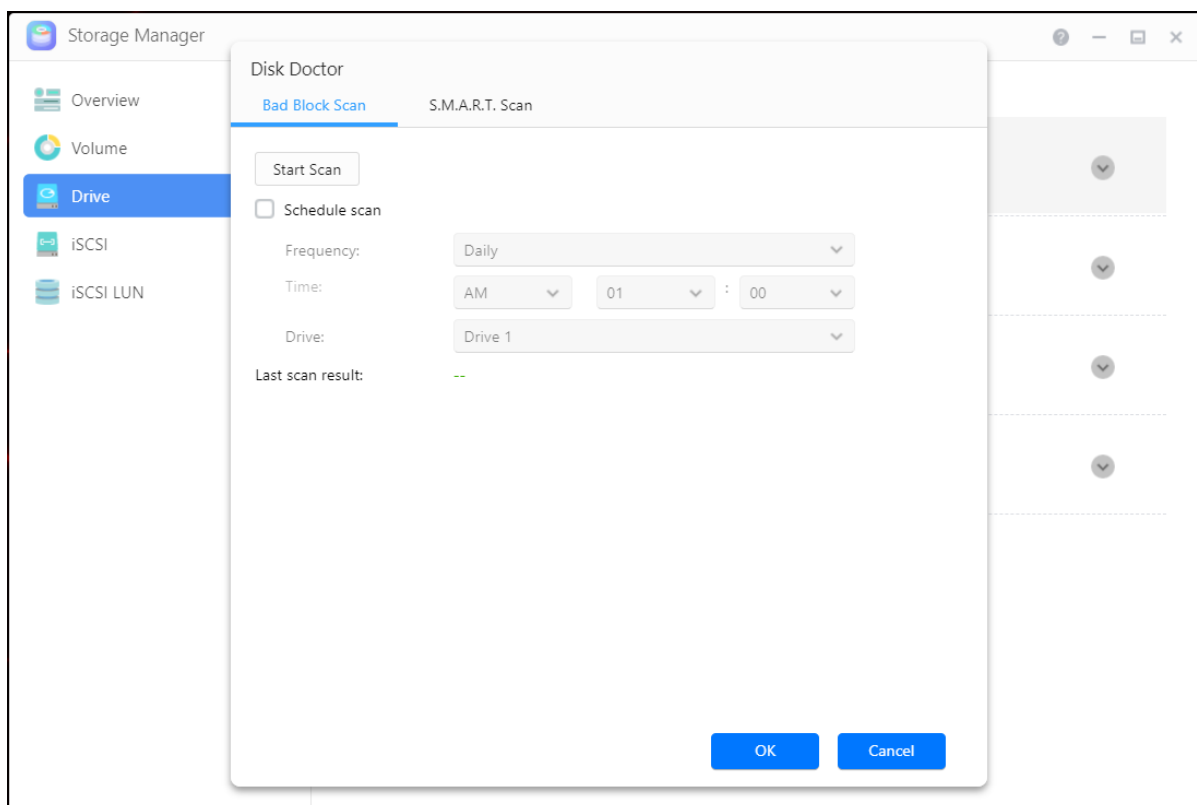 Storage Manager
Overview
Volume
Drive
iSCSI
iSCSI LUN
Disk Doctor
Bad Block Scan S.M.A.R.T. Scan
Start Scan
Schedule scan
Frequency: Daily
Time: AM 01 : 00
Drive: Drive 1
Last scan result: --
OK Cancel